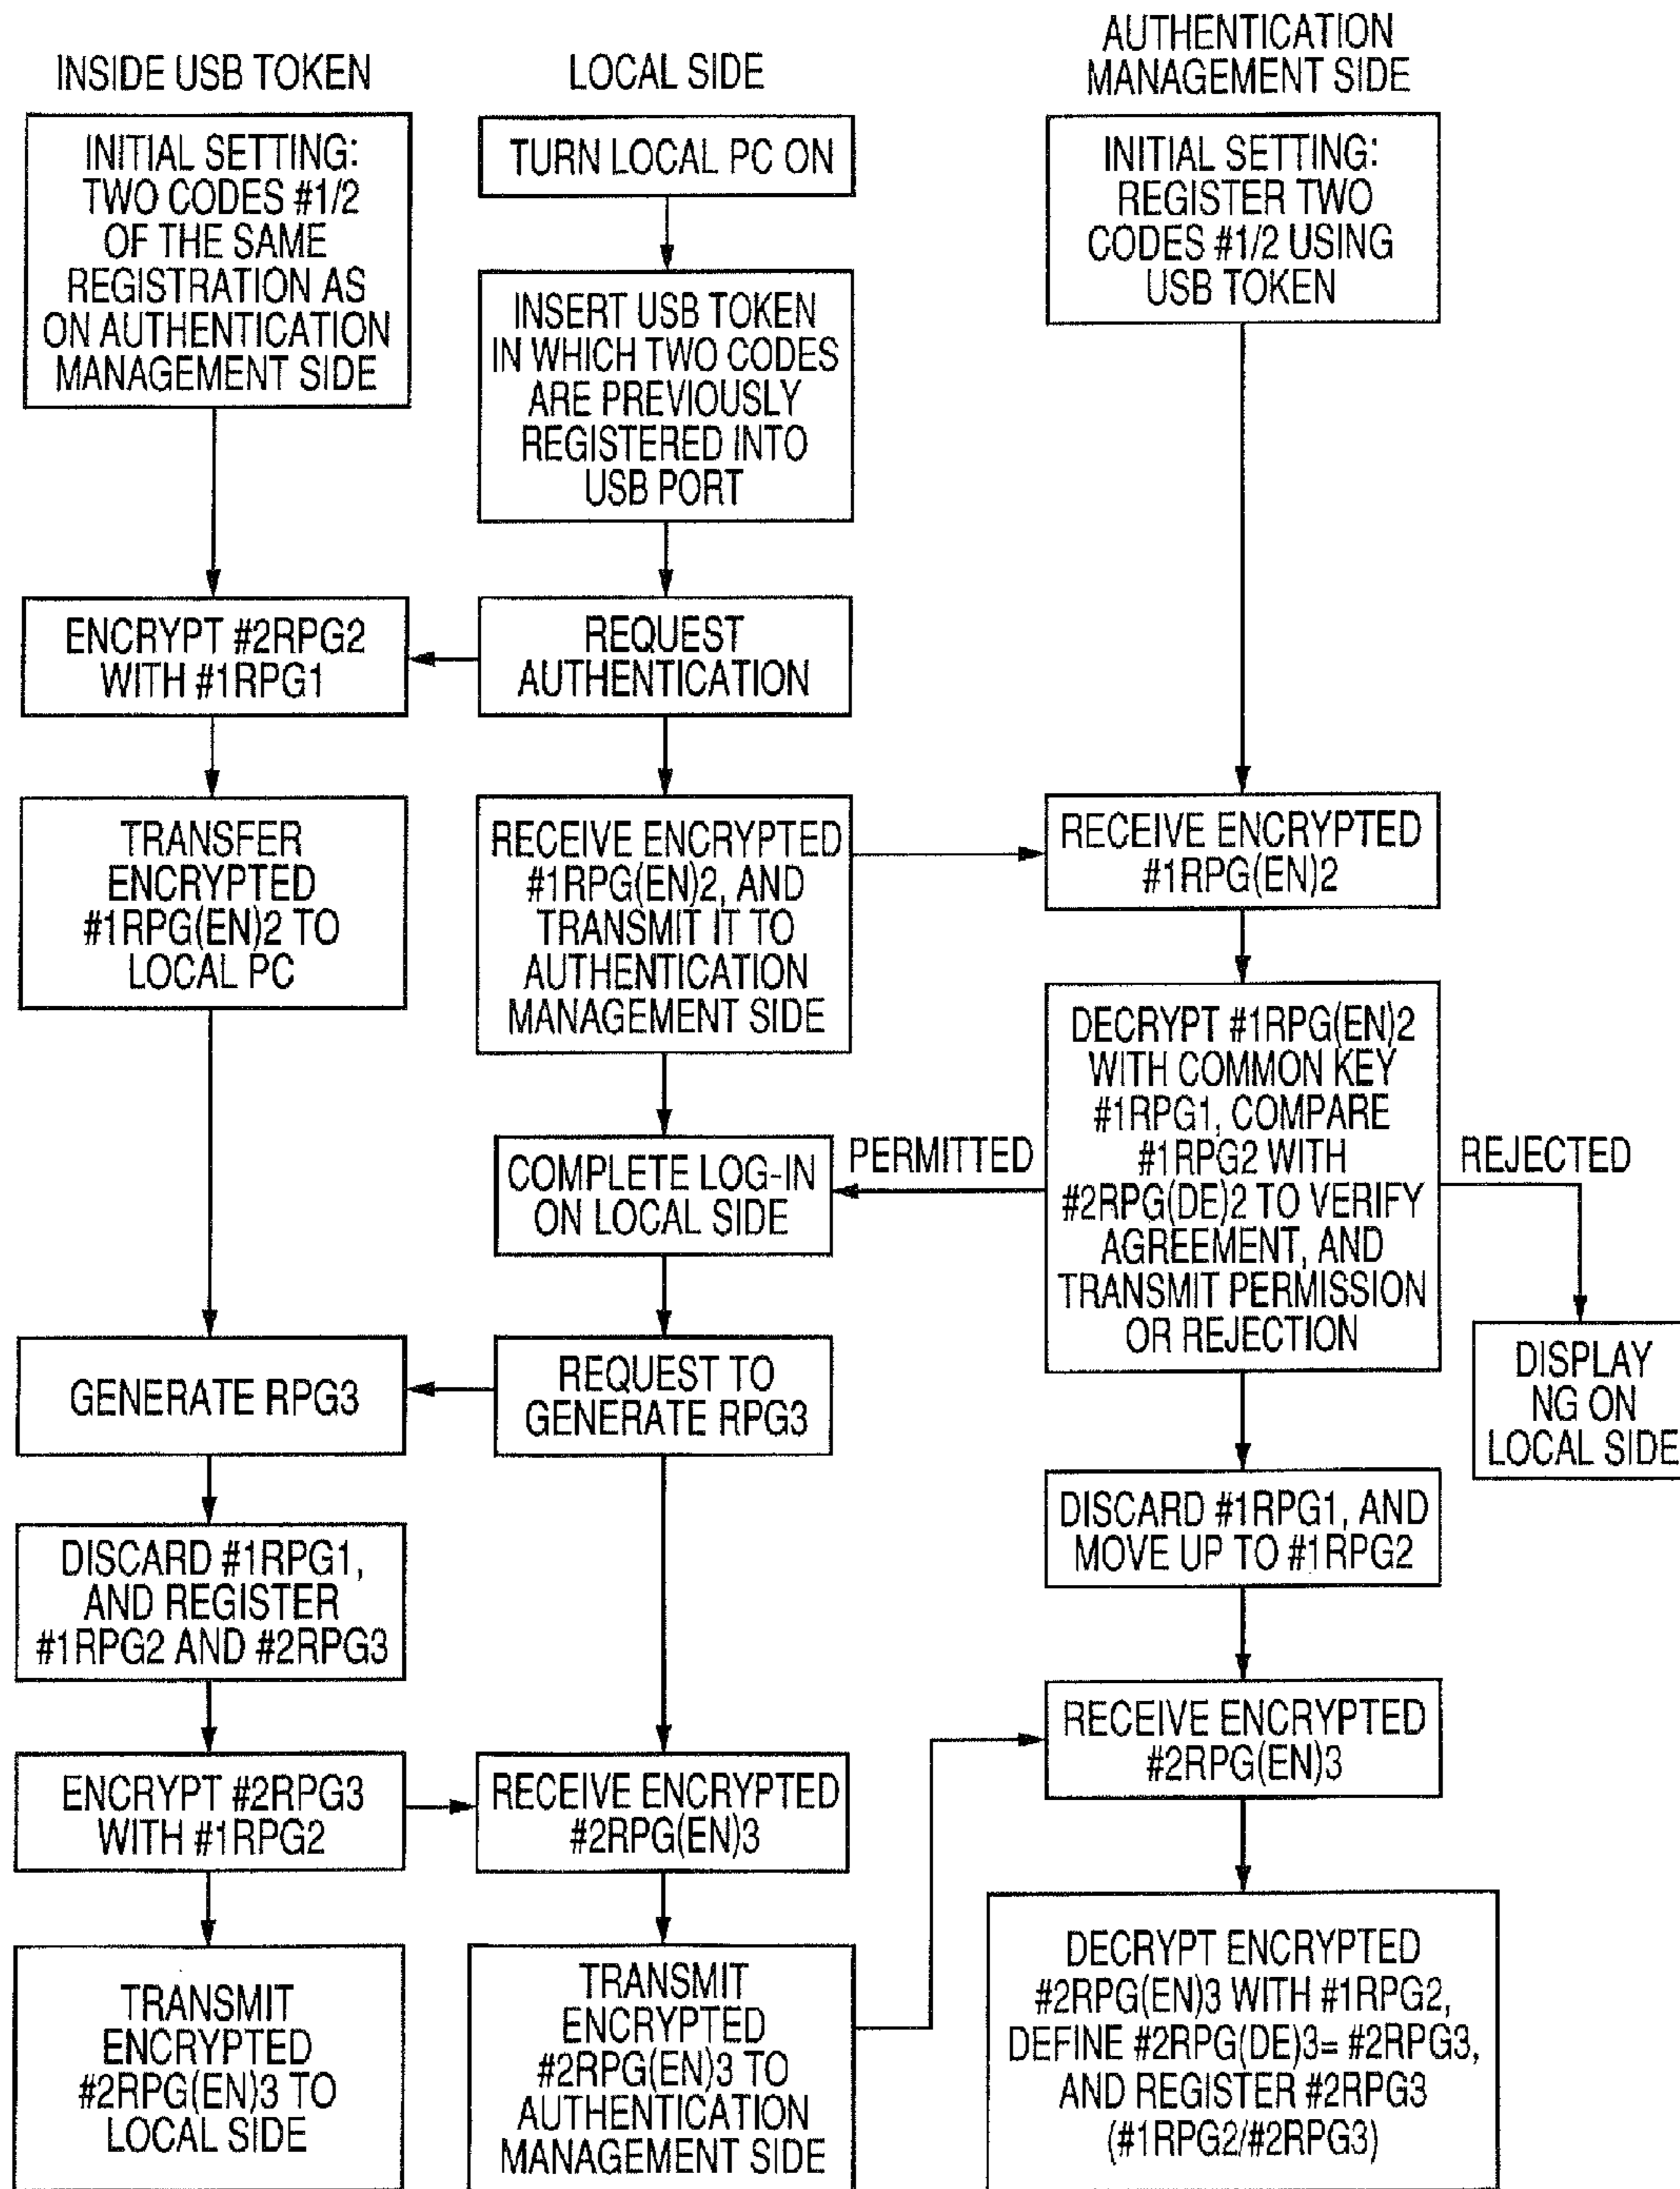 INSIDE USB TOKEN
INITIAL SETTING:
TWO CODES #1/2
OF THE SAME
REGISTRATION AS
ON AUTHENTICATION
MANAGEMENT SIDE
ENCRYPT #2RPG2
WITH #1RPG1
TRANSFER
ENCRYPTED
#1RPG(EN)2 TO
LOCAL PC
GENERATE RPG3
DISCARD #1RPG1,
AND REGISTER
#1RPG2 AND #2RPG3
ENCRYPT #2RPG3
WITH #1RPG2
TRANSMIT
ENCRYPTED
#2RPG(EN)3 TO
LOCAL SIDE
LOCAL SIDE
TURN LOCAL PC ON
INSERT USB TOKEN
IN WHICH TWO CODES
ARE PREVIOUSLY
REGISTERED INTO
USB PORT
REQUEST
AUTHENTICATION
RECEIVE ENCRYPTED
#1RPG(EN)2, AND
TRANSMIT IT TO
AUTHENTICATION
MANAGEMENT SIDE
COMPLETE LOG-IN
ON LOCAL SIDE
REQUEST TO
GENERATE RPG3
RECEIVE ENCRYPTED
#2RPG(EN)3
TRANSMIT
ENCRYPTED
#2RPG(EN)3 TO
AUTHENTICATION
MANAGEMENT SIDE
AUTHENTICATION
MANAGEMENT SIDE
INITIAL SETTING:
REGISTER TWO
CODES #1/2 USING
USB TOKEN
RECEIVE ENCRYPTED
#1RPG(EN)2
DECRYPT #1RPG(EN)2
WITH COMMON KEY
#1RPG1, COMPARE
#1RPG2 WITH
#2RPG(DE)2 TO VERIFY
AGREEMENT, AND
TRANSMIT PERMISSION
OR REJECTION
PERMITTED
REJECTED
DISPLAY
NG ON
LOCAL SIDE
DISCARD #1RPG1, AND
MOVE UP TO #1RPG2
RECEIVE ENCRYPTED
#2RPG(EN)3
DECRYPT ENCRYPTED
#2RPG(EN)3 WITH #1RPG2,
DEFINE #2RPG(DE)3= #2RPG3,
AND REGISTER #2RPG3
(#1RPG2/#2RPG3)